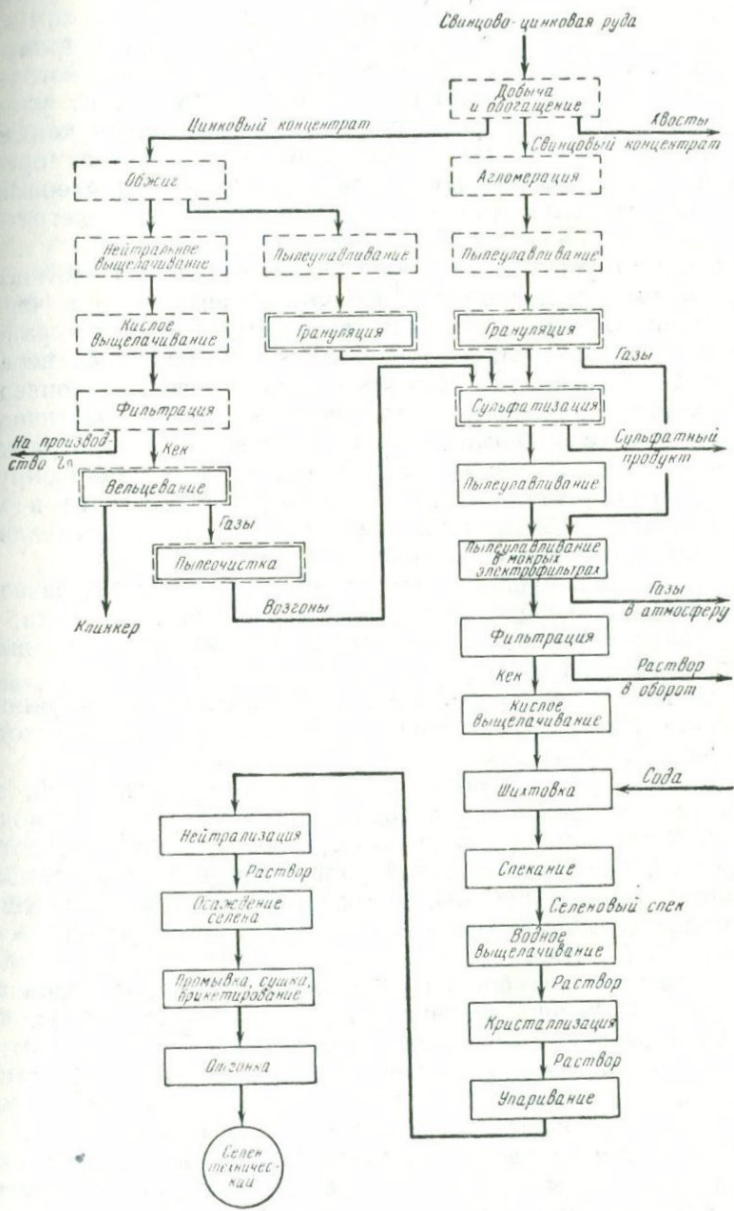 Свинцово-цинковая руда
Добыча
и обогащение
Цинковый концентрат
Хвосты
Свинцовый концентрат
Обжиг
Агломерация
Нейтральное
выщелачивание
Пылеулавливание
Пылеулавливание
Кислое
выщелачивание
Грануляция
Грануляция
Газы
Фильтрация
Сульфатизация
На производ-
ство Zn
Кек
Сульфатный
продукт
Вельцевание
Пылеулавливание
Газы
Пылеочистка
Пылеулавливание
в мокрых
электрофильтрах
Возгоны
Газы
в атмосферу
Клинкер
Фильтрация
Кек
Раствор
в оборот
Кислое
выщелачивание
Шихтовка
Сода
Нейтрализация
Спекание
Раствор
Селеновый спек
Осаждение
селена
Водное
выщелачивание
Раствор
Промывка, сушка,
брикетирование
Кристаллизация
Раствор
Отгонка
Упаривание
Селен
техничес-
кий